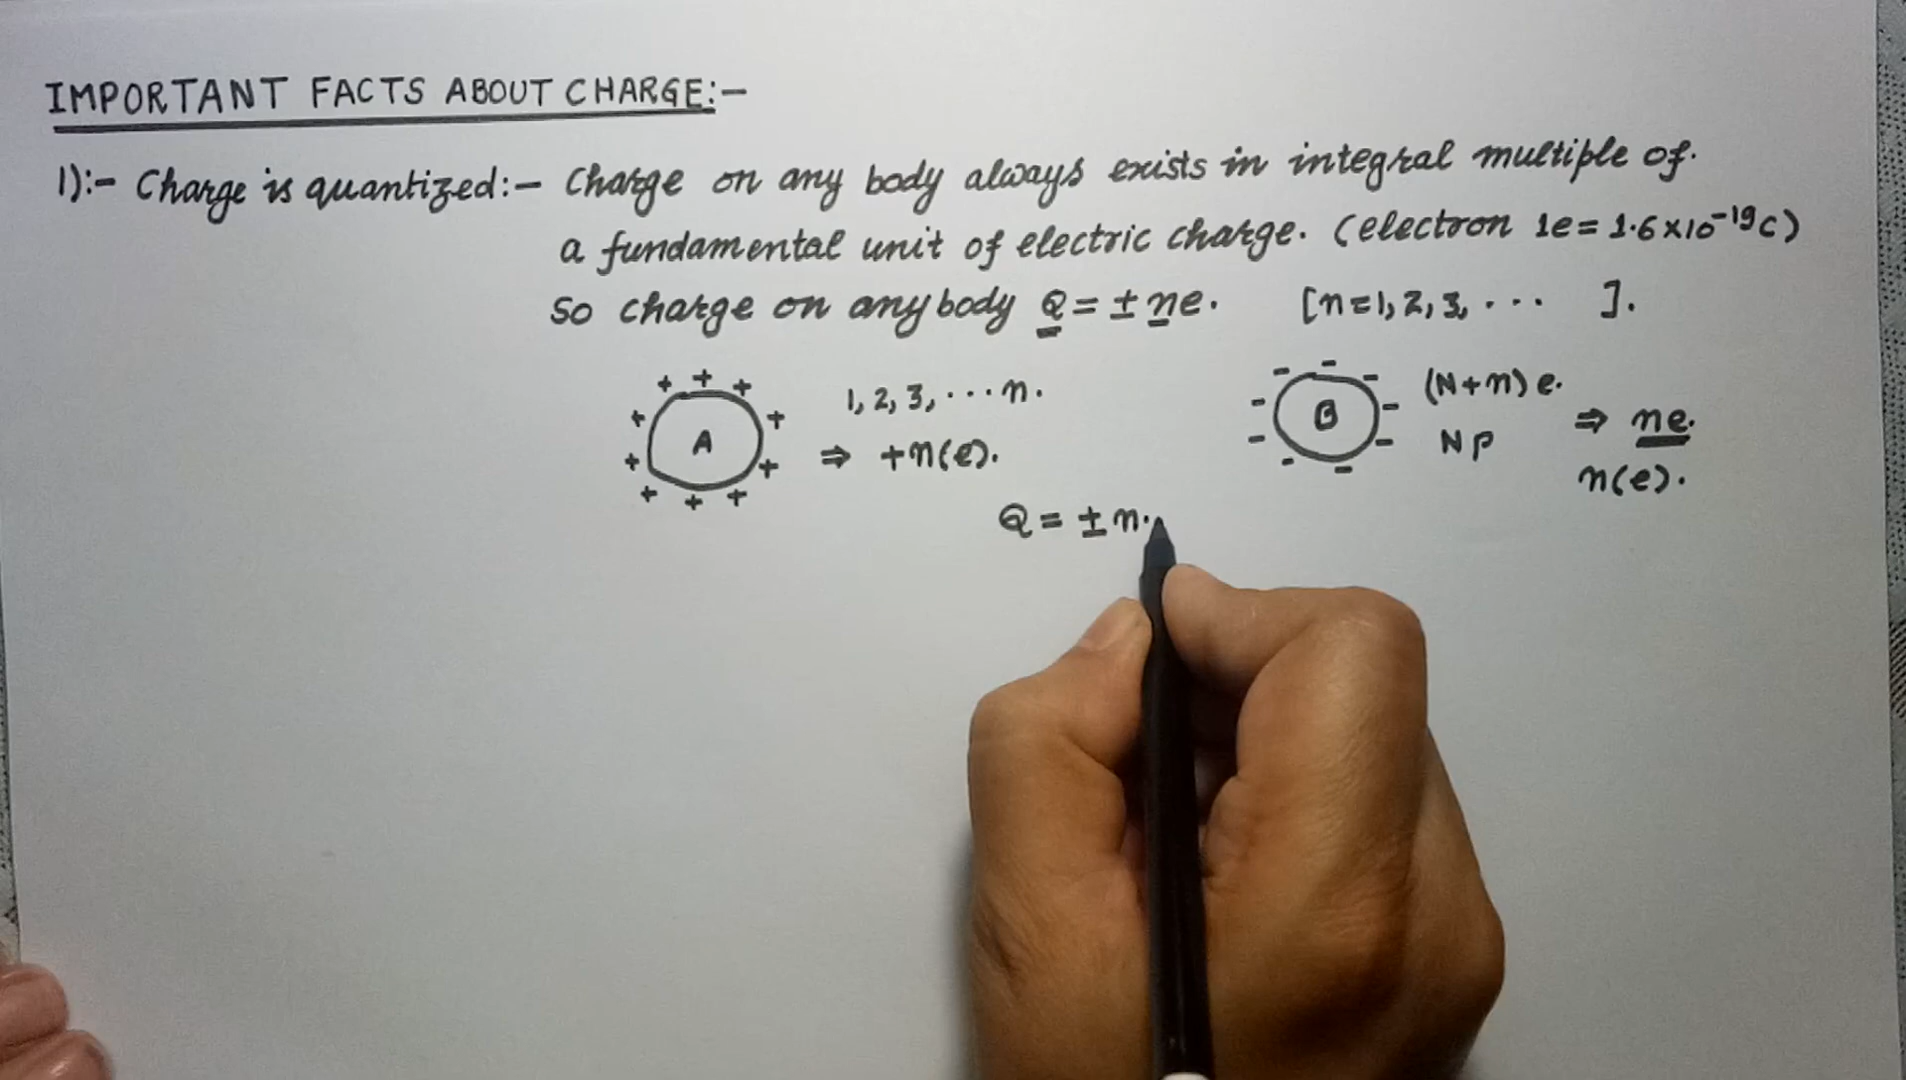 IMPORTANT FACTS ABOUT CHARGE:-
1):- Charge is quantized:- Charge on any body always exists in integral multiple of.
a fundamental unit of electric charge. (electron 1e = 1.6×10⁻¹⁹C)
so charge on any body Q = ± ne. [n=1, 2, 3, ... ].
+ + + + + + + + + + +
A
1, 2, 3, ... n.
⇒ +n(e).
- - - - - - - - -
B
(N+n) e.
NP
⇒ ne.
n(e).
Q = ± n.